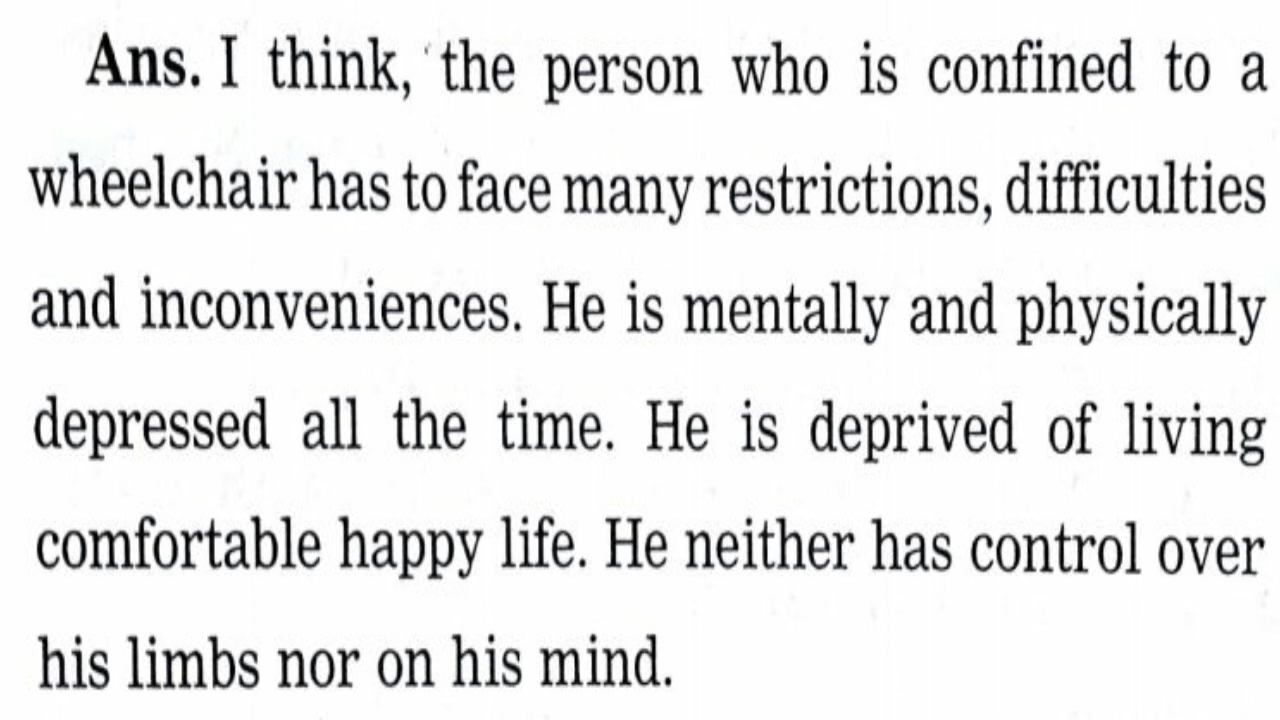 Ans. I think, the person who is confined to a
wheelchair has to face many restrictions, difficulties
and inconveniences. He is mentally and physically
depressed all the time. He is deprived of living
comfortable happy life. He neither has control over
his limbs nor on his mind.